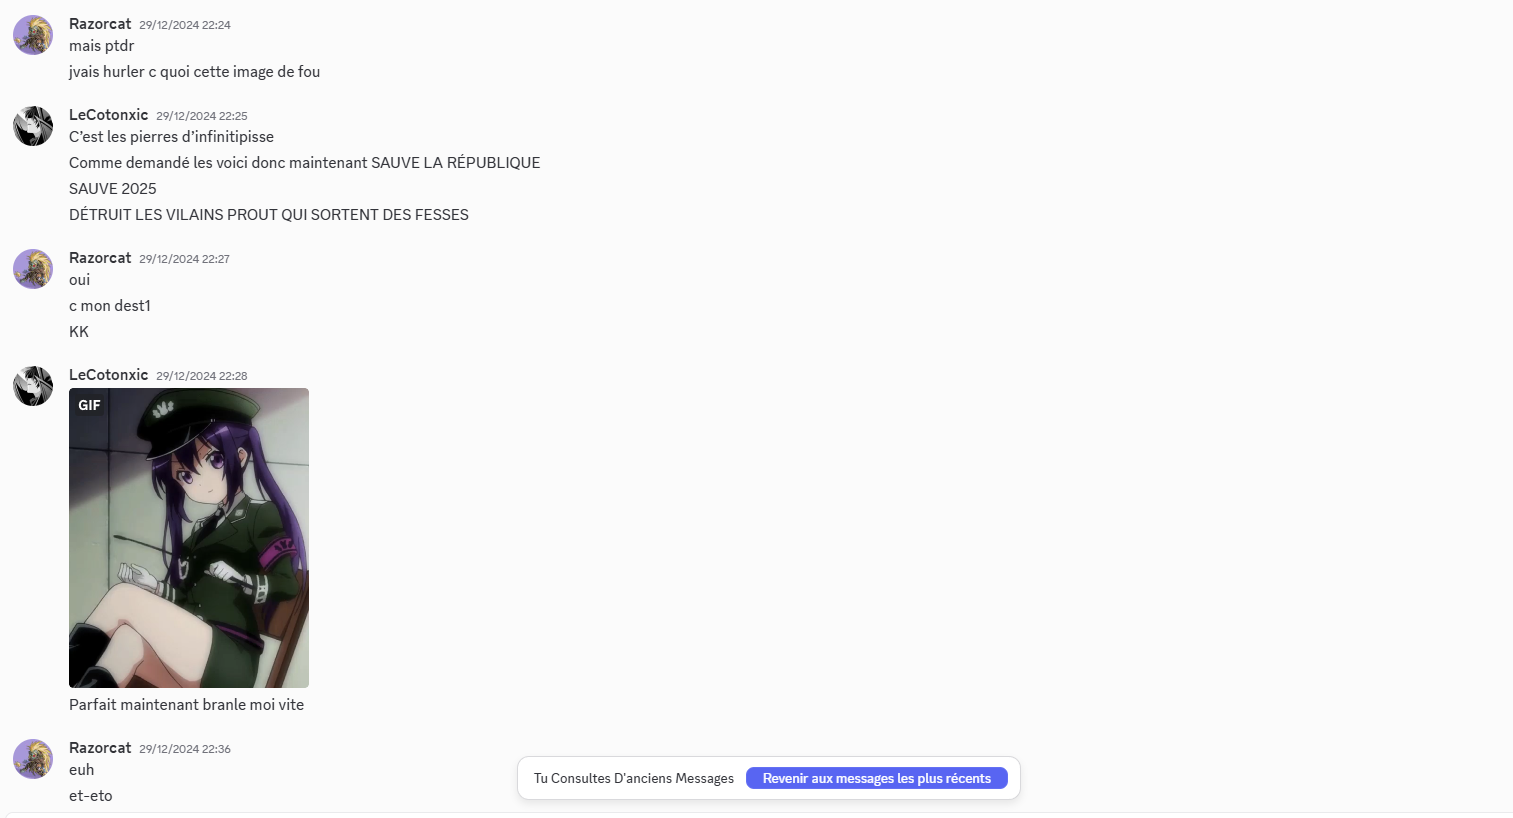 Razorcat 29/12/2024 22:24
mais ptdr
jvais hurler c quoi cette image de fou
LeCotonxic 29/12/2024 22:25
C'est les pierres d'infinitipisse
Comme demandé les voici donc maintenant SAUVE LA RÉPUBLIQUE
SAUVE 2025
DÉTRUIT LES VILAINS PROUT QUI SORTENT DES FESSES
Razorcat 29/12/2024 22:27
oui
c mon dest1
KK
LeCotonxic 29/12/2024 22:28
GIF
Parfait maintenant branle moi vite
Razorcat 29/12/2024 22:36
euh
et-eto
Tu Consultes D'anciens Messages Revenir aux messages les plus récents